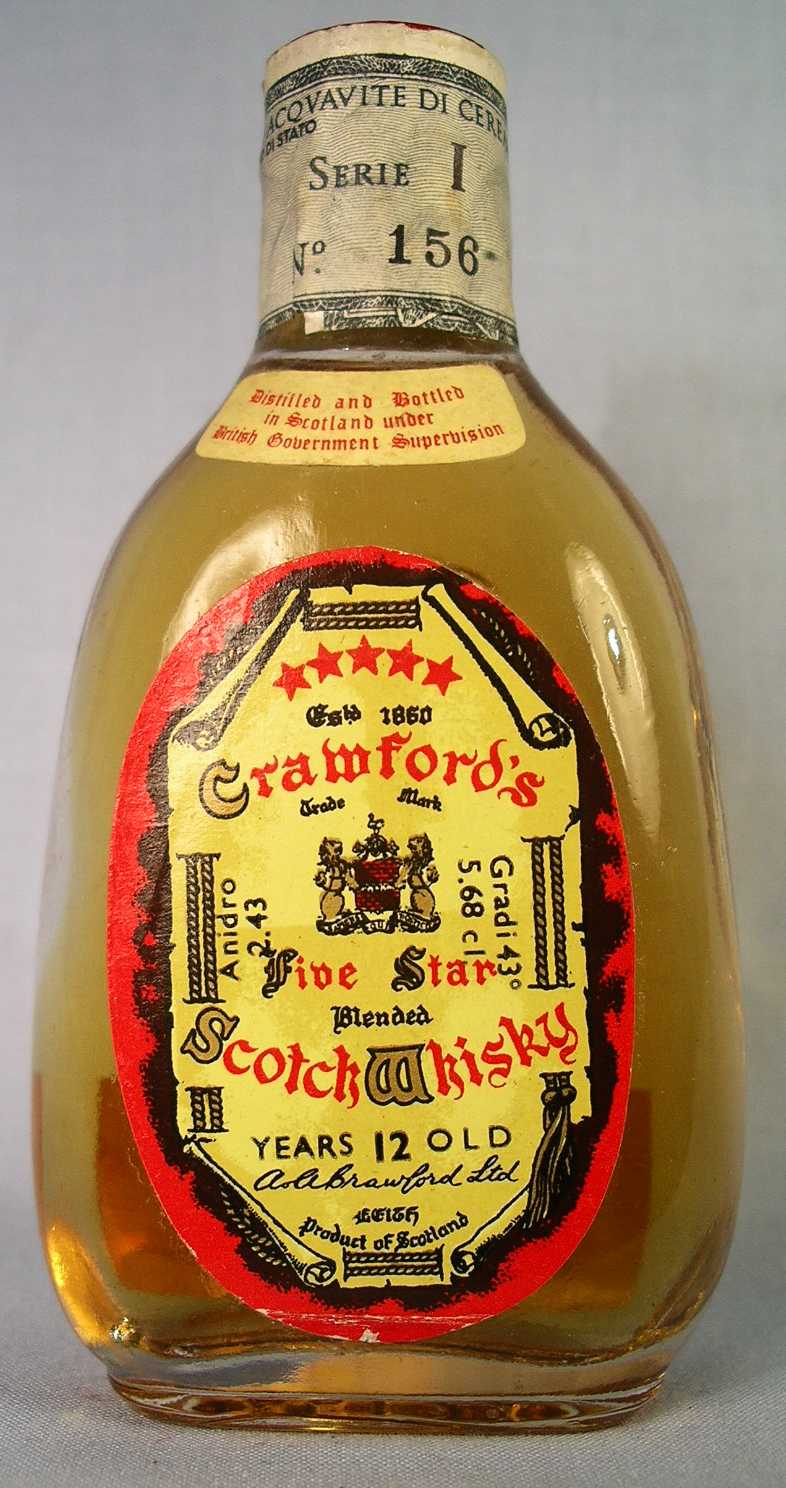 ACQVAVITE DI CERE
DI STATO
SERIE I
Nº 156
Distilled and Bottled
in Scotland under
British Government Supervision
Estd 1860
Crawford's
Trade Mark
Anidro
2.43
Gradi 43°
5.68 cl
Five Star
Blended
Scotch Whisky
YEARS 12 OLD
A & A Crawford Ltd
LEITH
Product of Scotland